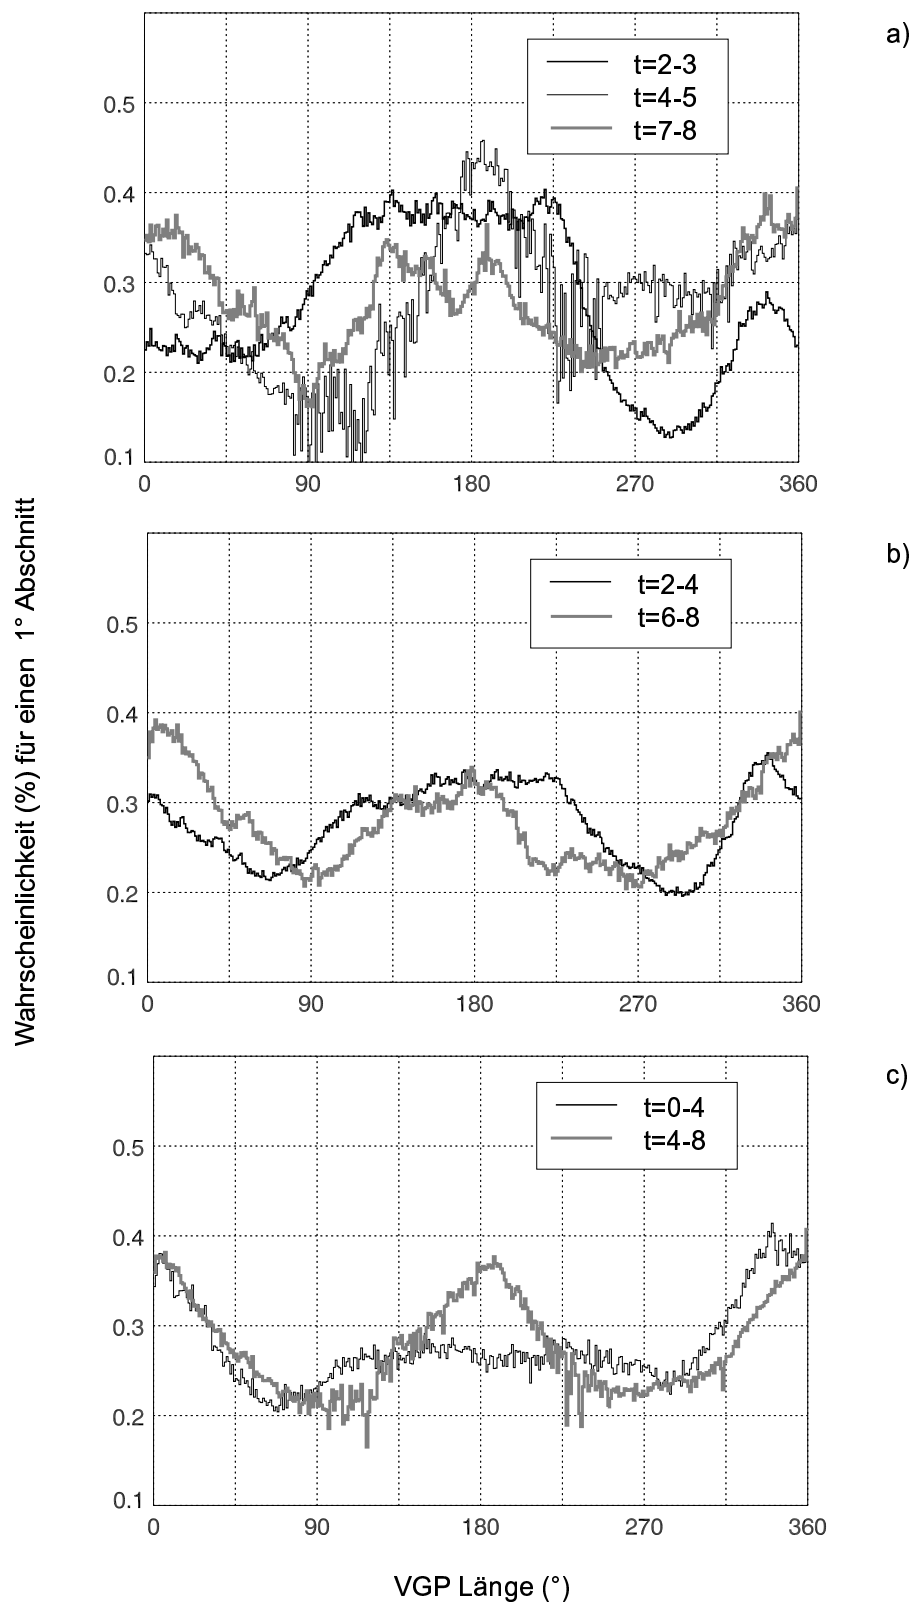 a)
t=2-3
t=4-5
t=7-8
0.5
0.4
0.3
0.2
0.1
0 90 180 270 360
b)
t=2-4
t=6-8
0.5
0.4
0.3
0.2
0.1
0 90 180 270 360
c)
t=0-4
t=4-8
0.5
0.4
0.3
0.2
0.1
0 90 180 270 360
Wahrscheinlichkeit (%) für einen 1° Abschnitt
VGP Länge (°)